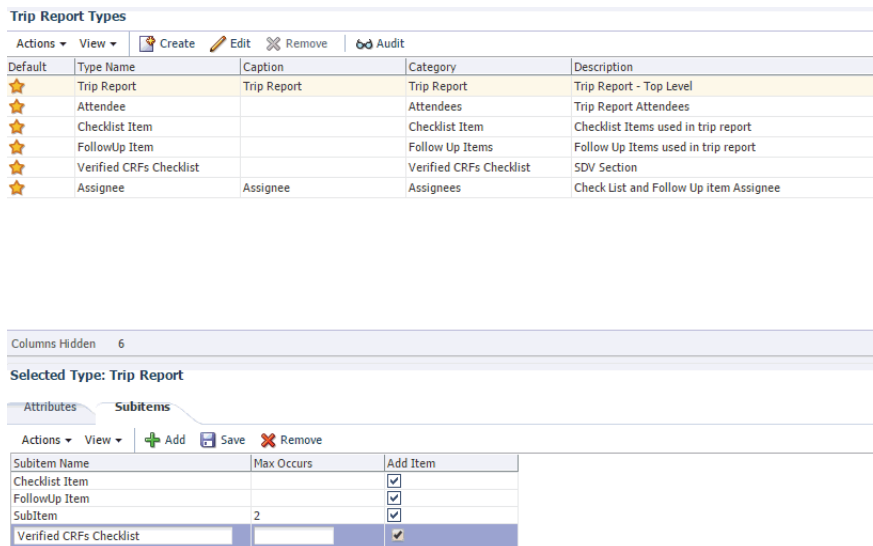 Trip Report Types
Actions View Create Edit Remove Audit
Default Type Name Caption Category Description
Trip Report Trip Report Trip Report Trip Report - Top Level
Attendee Attendees Trip Report Attendees
Checklist Item Checklist Item Checklist Items used in trip report
FollowUp Item Follow Up Items Follow Up Items used in trip report
Verified CRFs Checklist Verified CRFs Checklist SDV Section
Assignee Assignee Assignees Check List and Follow Up item Assignee
Columns Hidden 6
Selected Type: Trip Report
Attributes Subitems
Actions View Add Save Remove
Subitem Name Max Occurs Add Item
Checklist Item
FollowUp Item
SubItem 2
Verified CRFs Checklist